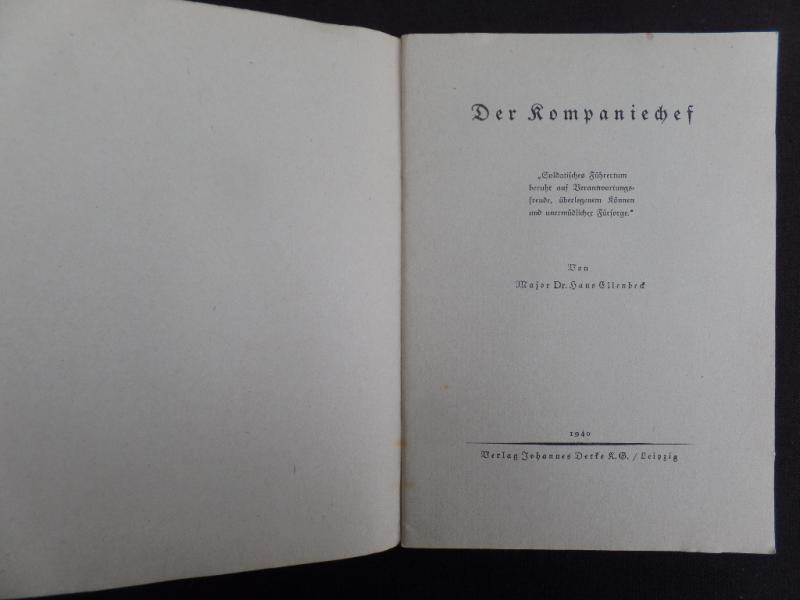 Der Kompaniechef
„Soldatisches Führertum
beruht auf Verantwortungs-
freude, überlegenem Können
und unermüdlicher Fürsorge.“
Von
Major Dr. Hans Ellenbeck
1940
Verlag Johannes Detke K.G. / Leipzig